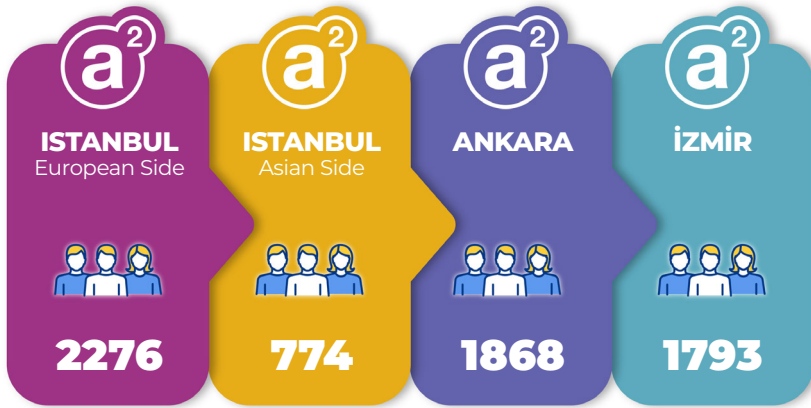 a2
ISTANBUL
European Side
2276
a2
ISTANBUL
Asian Side
774
a2
ANKARA
1868
a2
İZMİR
1793